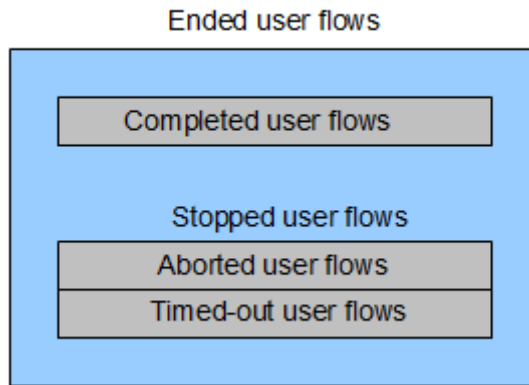 Ended user flows
Completed user flows
Stopped user flows
Aborted user flows
Timed-out user flows